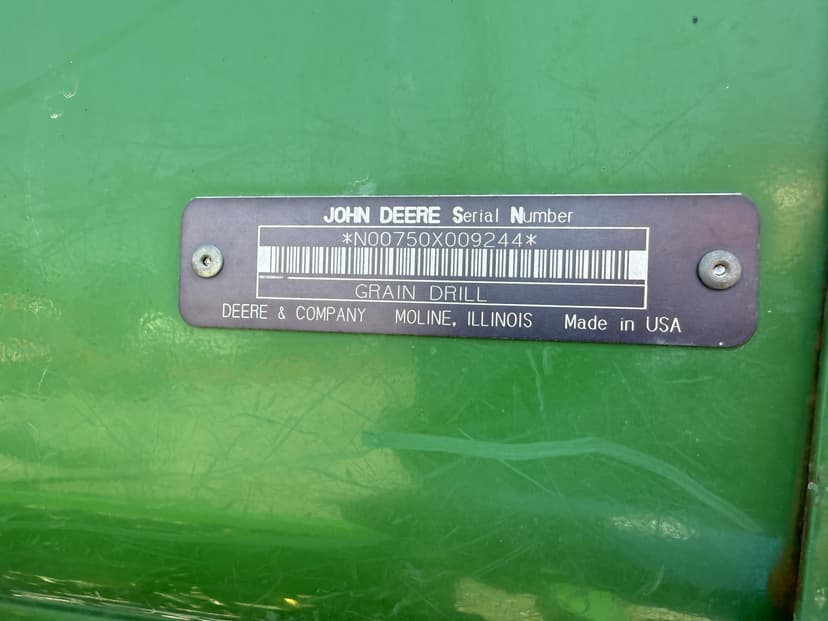 JOHN DEERE Serial Number
*N00750X009244*
GRAIN DRILL
DEERE & COMPANY MOLINE, ILLINOIS Made in USA